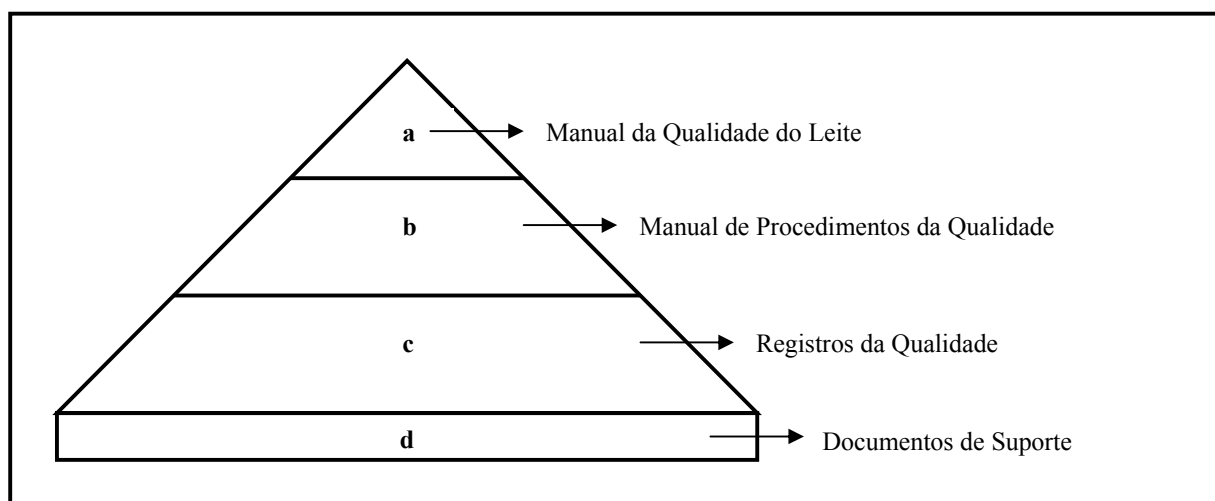 a Manual da Qualidade do Leite
b Manual de Procedimentos da Qualidade
c Registros da Qualidade
d Documentos de Suporte